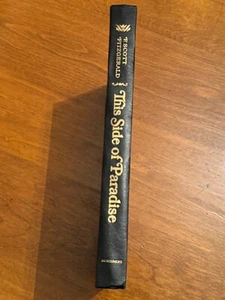 F. SCOTT
FITZGERALD
This Side of Paradise
SCRIBNERS